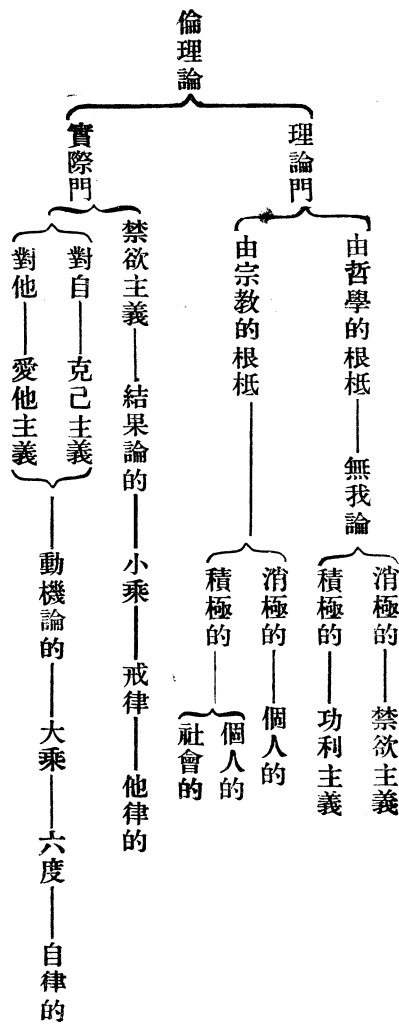 倫理論
理論門
由哲學的根柢
無我論
消極的
禁欲主義
積極的
功利主義
由宗教的根柢
消極的
個人的
積極的
個人的
社會的
實際門
禁欲主義
結果論的
小乘
戒律
他律的
對自
克己主義
對他
愛他主義
動機論的
大乘
六度
自律的